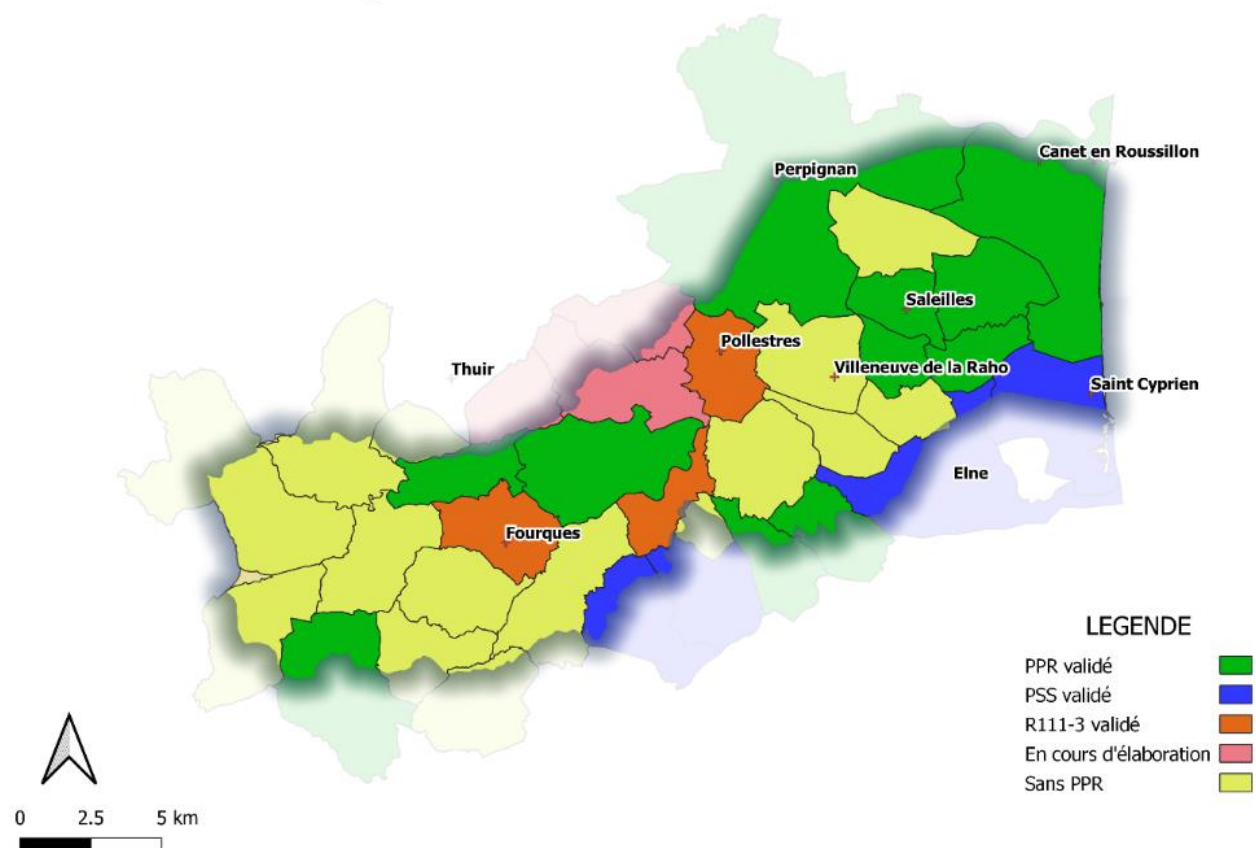 Canet en Roussillon
Perpignan
Saleilles
Pollestres
Thuir
Villeneuve de la Raho
Saint Cyprien
Elne
Fourques
LEGENDE
PPR validé
PSS validé
R111-3 validé
En cours d'élaboration
Sans PPR
0 2.5 5 km